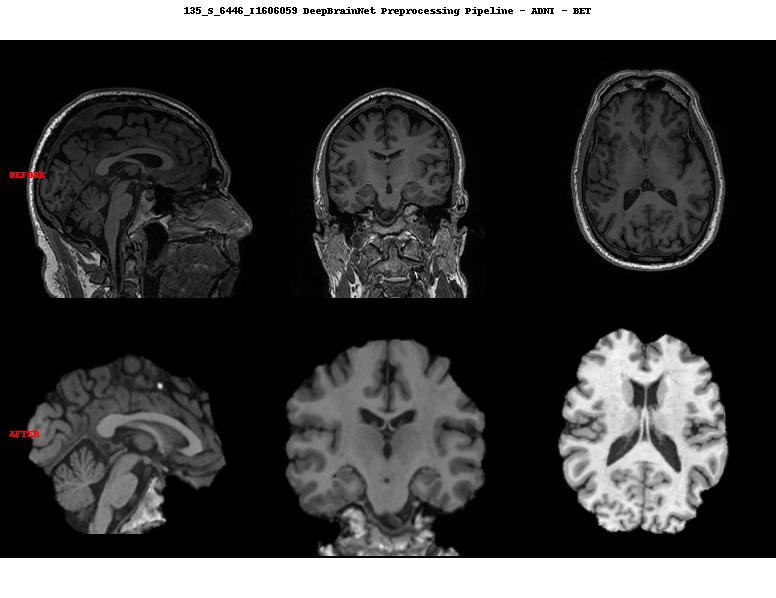 135_S_6446_I1606059 DeepBrainNet Preprocessing Pipeline - ADNI - BET
BEFORE
AFTER